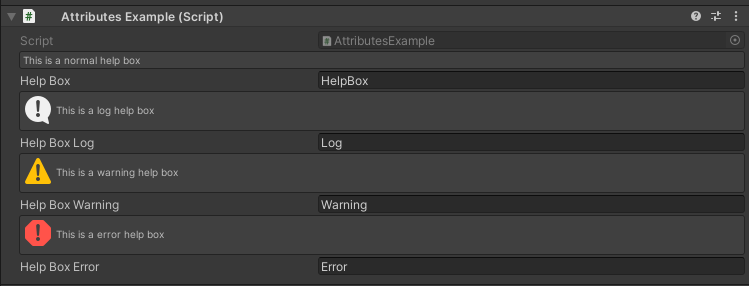 Attributes Example (Script)
Script AttributesExample
This is a normal help box
Help Box HelpBox
This is a log help box
Help Box Log Log
This is a warning help box
Help Box Warning Warning
This is a error help box
Help Box Error Error